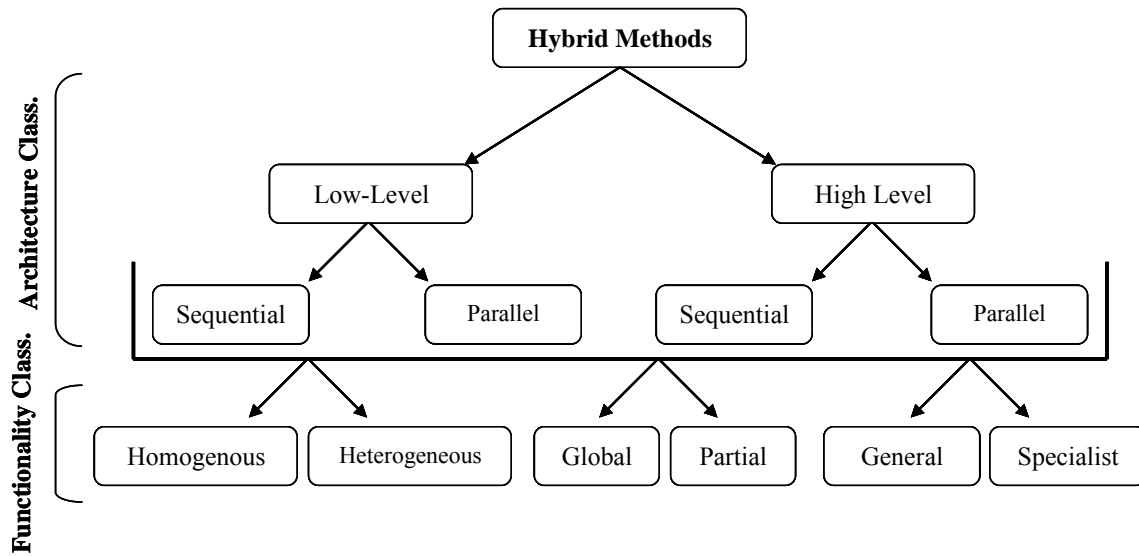 Hybrid Methods
Architecture Class.
Low-Level
High Level
Sequential
Parallel
Sequential
Parallel
Functionality Class.
Homogenous
Heterogeneous
Global
Partial
General
Specialist